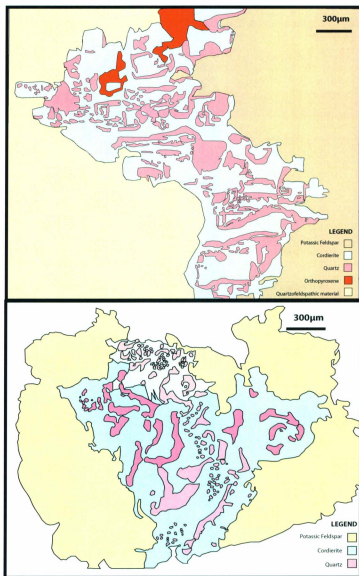 300µm
LEGEND
Potassic Feldspar
Cordierite
Quartz
Orthopyroxene
Quartzofeldspathic material
300µm
LEGEND
Potassic Feldspar
Cordierite
Quartz